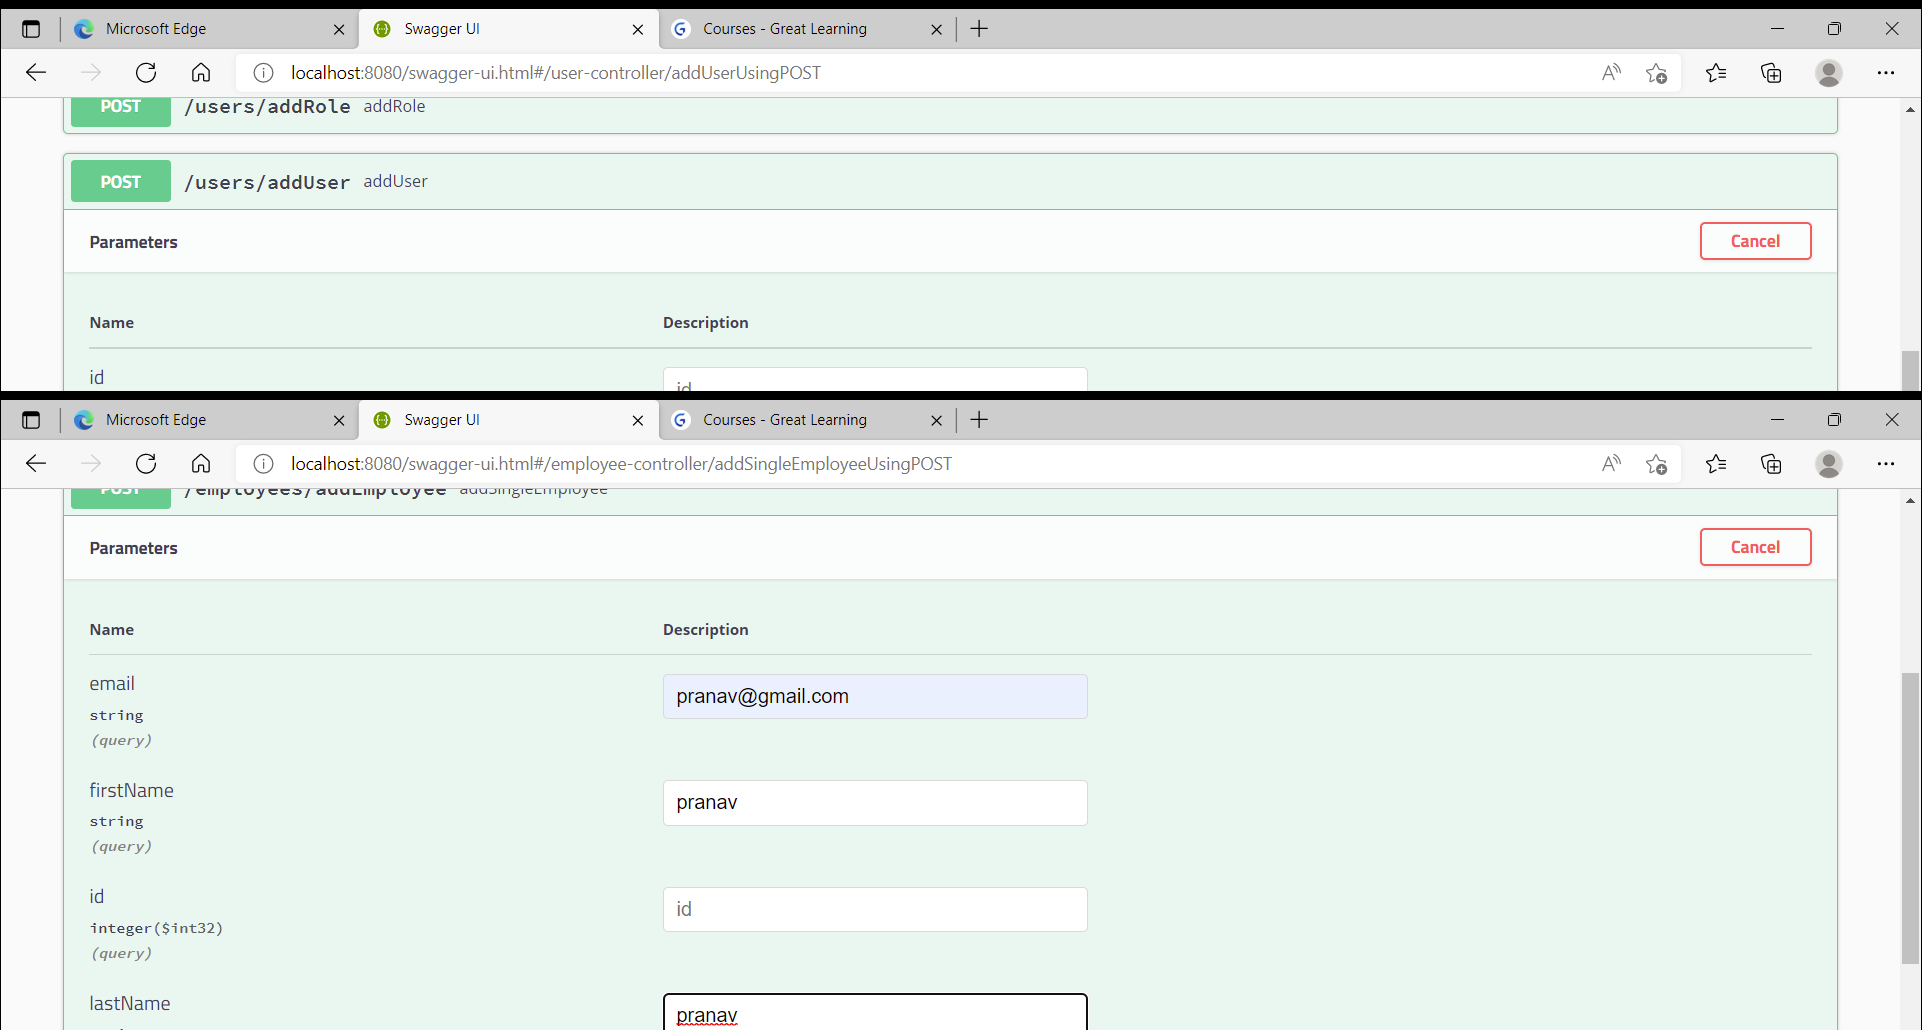 Microsoft Edge
Swagger UI
Courses - Great Learning
localhost:8080/swagger-ui.html#/user-controller/addUserUsingPOST
POST /users/addRole addRole
POST /users/addUser addUser
Parameters
Cancel
Name Description
id
id
Microsoft Edge
Swagger UI
Courses - Great Learning
localhost:8080/swagger-ui.html#/employee-controller/addSingleEmployeeUsingPOST
POST /employees/addEmployee addSingleEmployee
Parameters
Cancel
Name Description
email
pranav@gmail.com
string
(query)
firstName
pranav
string
(query)
id
id
integer($int32)
(query)
lastName
pranav